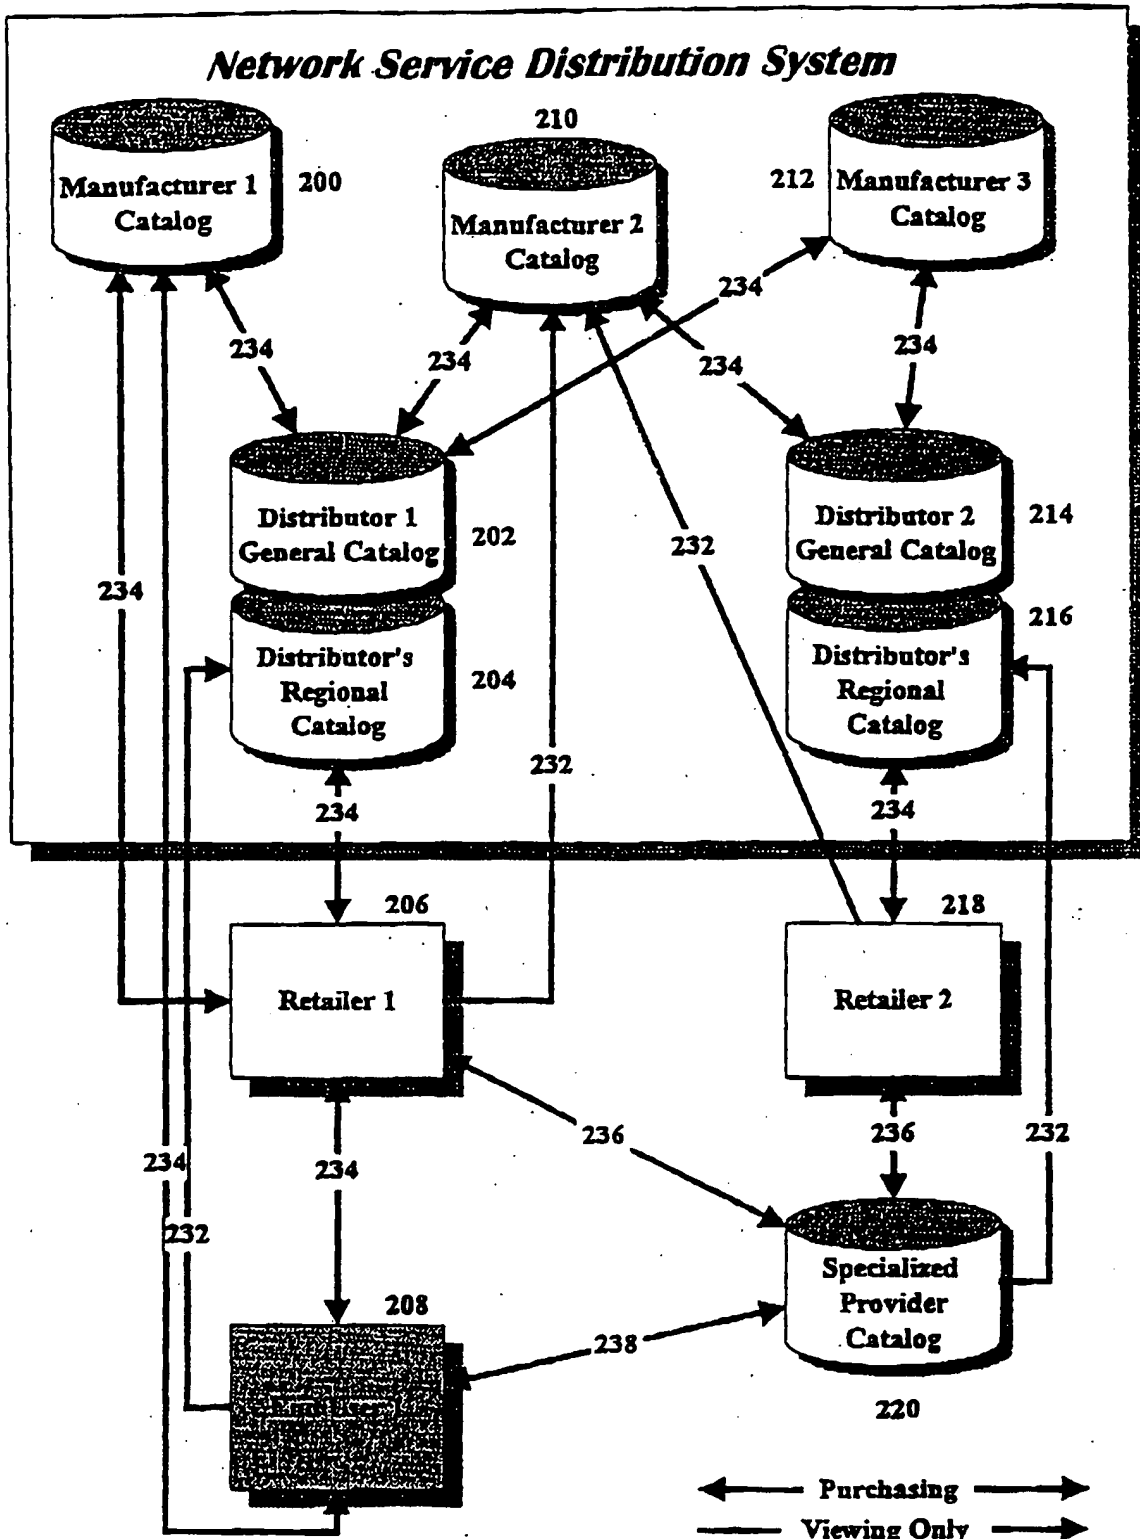 Network Service Distribution System
210
Manufacturer 1
Catalog
200
Manufacturer 2
Catalog
212
Manufacturer 3
Catalog
234
234
234
234
234
Distributor 1
General Catalog
202
232
Distributor 2
General Catalog
214
234
216
Distributor's
Regional
Catalog
204
Distributor's
Regional
Catalog
232
234
234
206
218
Retailer 1
Retailer 2
236
236
232
234
234
232
Specialized
Provider
Catalog
208
238
End User
220
Purchasing
Viewing Only